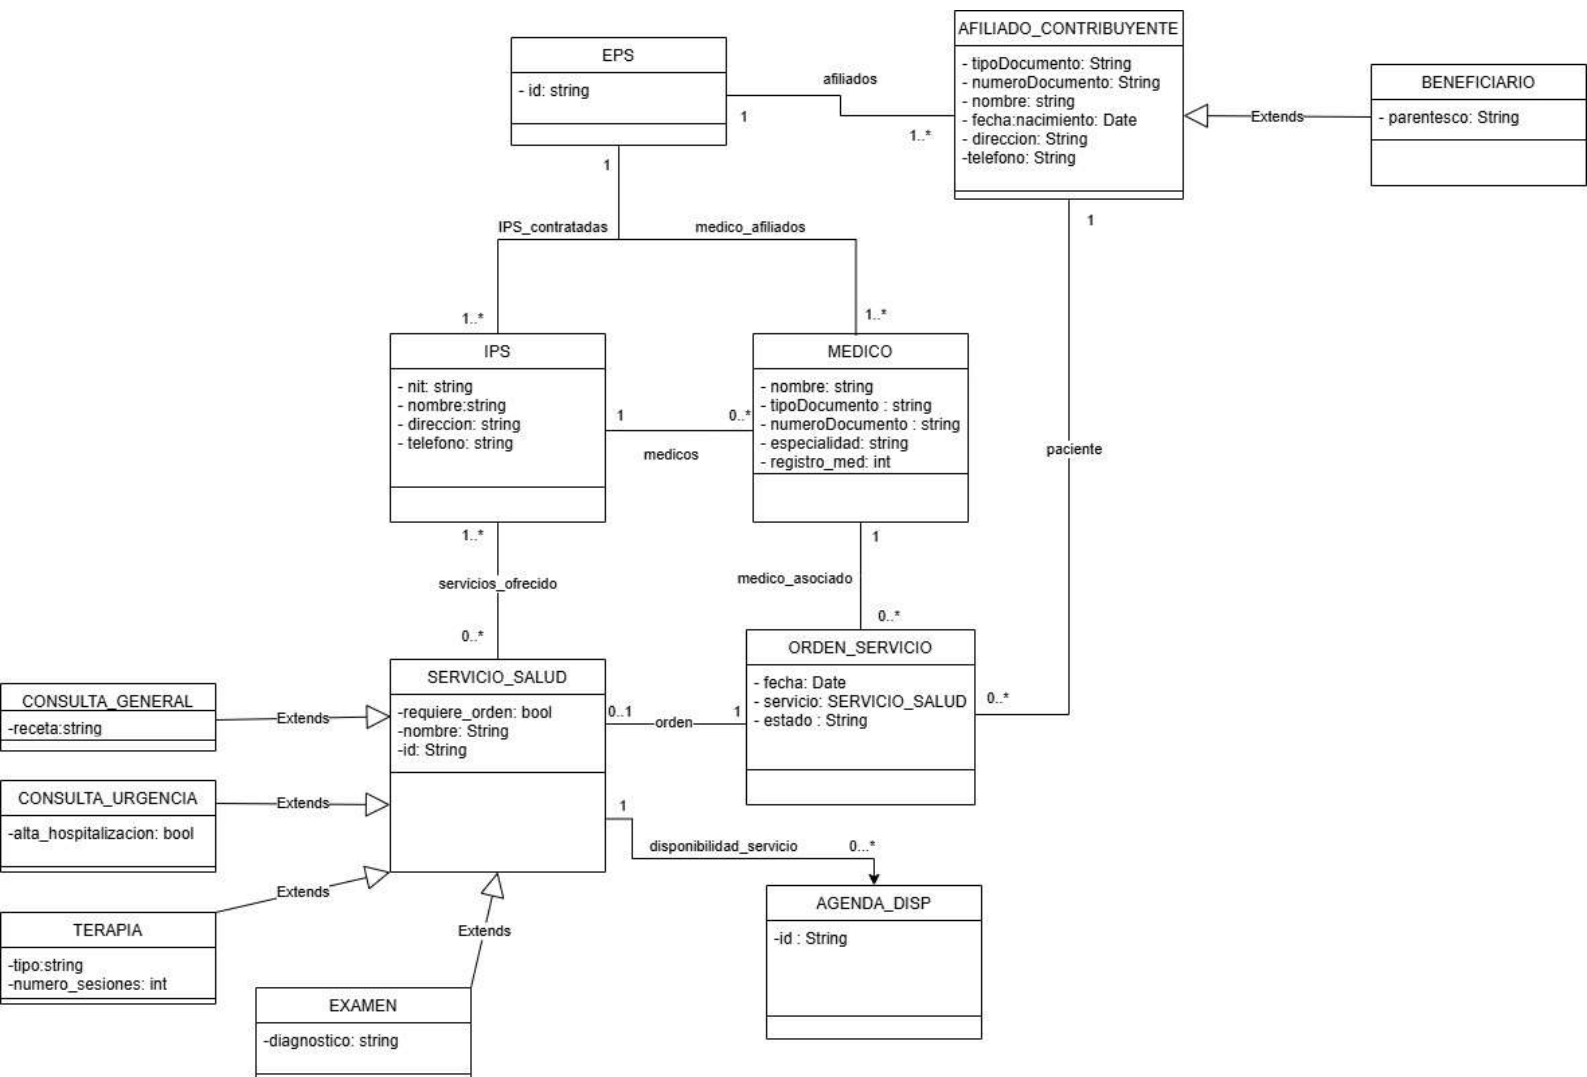 AFILIADO_CONTRIBUYENTE
- tipoDocumento: String
- numeroDocumento: String
- nombre: string
- fecha:nacimiento: Date
- direccion: String
-telefono: String
EPS
- id: string
afiliados
1
1..*
BENEFICIARIO
- parentesco: String
Extends
1
1
IPS_contratadas
medico_afiliados
1..*
1..*
IPS
- nit: string
- nombre:string
- direccion: string
- telefono: string
MEDICO
- nombre: string
- tipoDocumento : string
- numeroDocumento : string
- especialidad: string
- registro_med: int
1
0..*
medicos
paciente
1..*
servicios_ofrecido
0..*
1
medico_asociado
0..*
ORDEN_SERVICIO
- fecha: Date
- servicio: SERVICIO_SALUD
- estado : String
0..*
SERVICIO_SALUD
-requiere_orden: bool
-nombre: String
-id: String
0..1
orden
1
CONSULTA_GENERAL
-receta:string
Extends
CONSULTA_URGENCIA
-alta_hospitalizacion: bool
Extends
1
disponibilidad_servicio
0...*
TERAPIA
-tipo:string
-numero_sesiones: int
Extends
AGENDA_DISP
-id : String
Extends
EXAMEN
-diagnostico: string